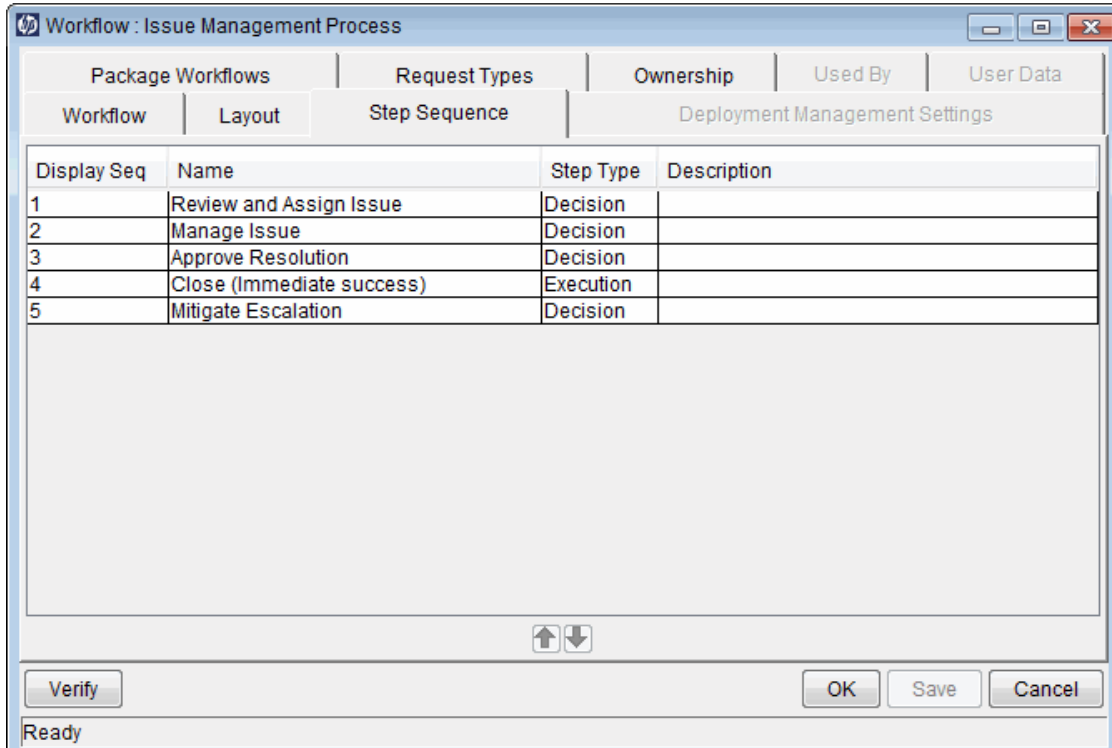 Workflow : Issue Management Process
Package Workflows Request Types Ownership Used By User Data
Workflow Layout Step Sequence Deployment Management Settings
Display Seq Name Step Type Description
1 Review and Assign Issue Decision
2 Manage Issue Decision
3 Approve Resolution Decision
4 Close (Immediate success) Execution
5 Mitigate Escalation Decision
Verify OK Save Cancel
Ready